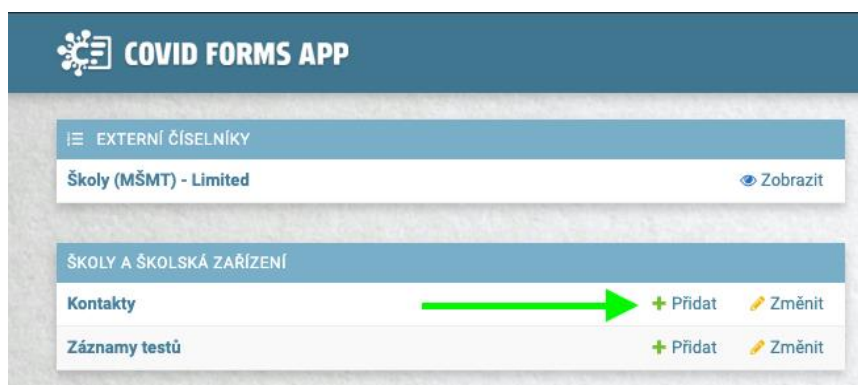 COVID FORMS APP
EXTERNÍ ČÍSELNÍKY
Školy (MŠMT) - Limited Zobrazit
ŠKOLY A ŠKOLSKÁ ZAŘÍZENÍ
Kontakty Přidat Změnit
Záznamy testů Přidat Změnit